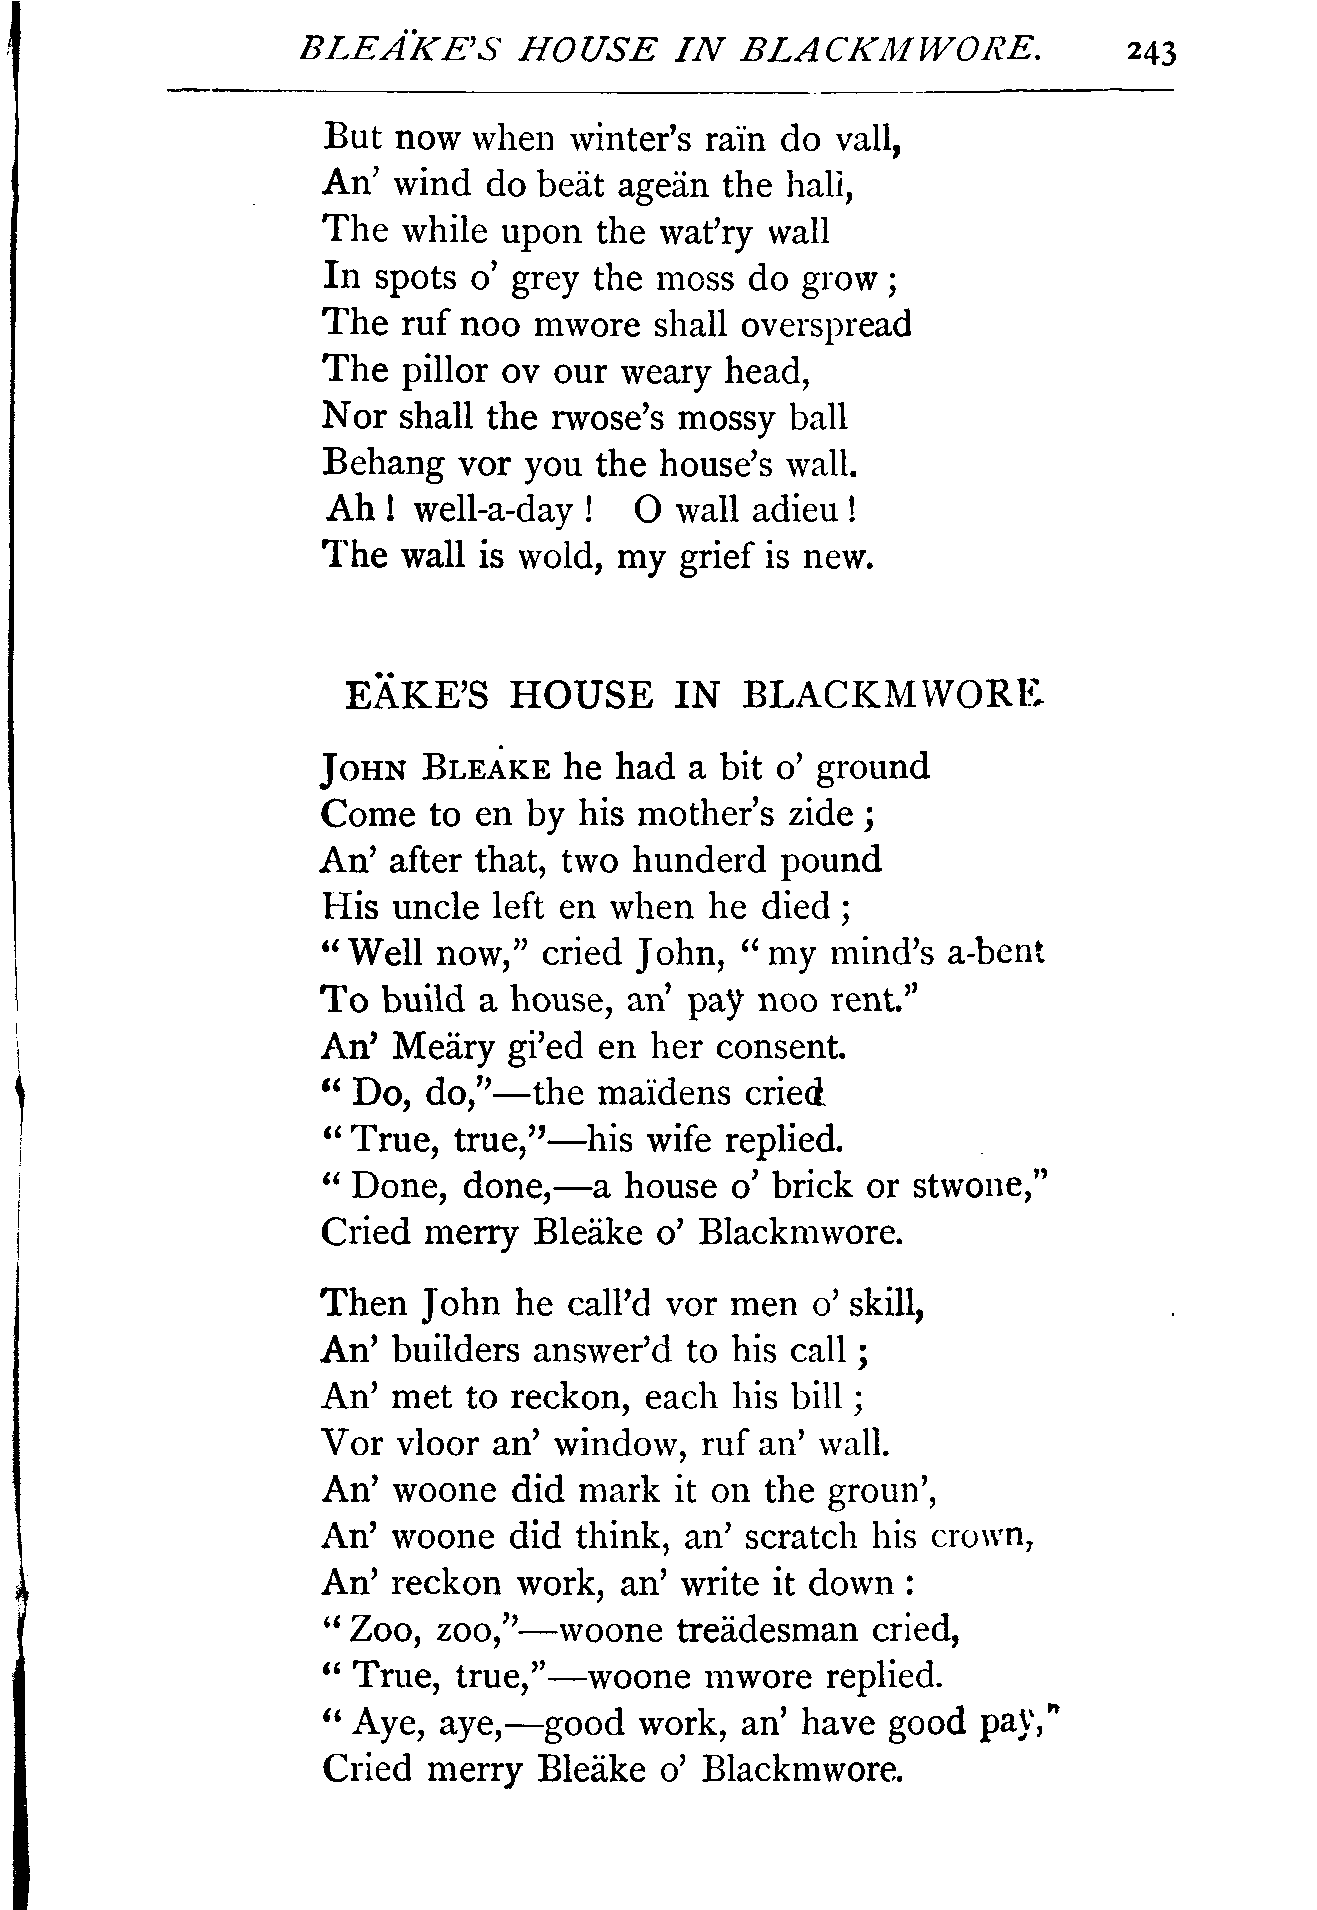 BLEÄKE'S HOUSE IN BLACKMWORE. 243
But now when winter's raïn do vall,
An' wind do beät ageän the hall,
The while upon the wat'ry wall
In spots o' grey the moss do grow ;
The ruf noo mwore shall overspread
The pillor ov our weary head,
Nor shall the rwose's mossy ball
Behang vor you the house's wall.
Ah ! well-a-day ! O wall adieu !
The wall is wold, my grief is new.
EÄKE'S HOUSE IN BLACKMWORE
JOHN BLEȦKE he had a bit o' ground
Come to en by his mother's zide ;
An' after that, two hunderd pound
His uncle left en when he died ;
“ Well now,” cried John, “ my mind's a-bent
To build a house, an' paÿ noo rent.”
An' Meäry gi'ed en her consent.
“ Do, do,”—the maïdens cried
“ True, true,”—his wife replied.
“ Done, done,—a house o' brick or stwone,”
Cried merry Bleäke o' Blackmwore.
Then John he call'd vor men o' skill,
An' builders answer'd to his call ;
An' met to reckon, each his bill ;
Vor vloor an' window, ruf an' wall.
An' woone did mark it on the groun',
An' woone did think, an' scratch his crown,
An' reckon work, an' write it down :
“ Zoo, zoo,”—woone treädesman cried,
“ True, true,”—woone mwore replied.
“ Aye, aye,—good work, an' have good paÿ,”
Cried merry Bleäke o' Blackmwore.